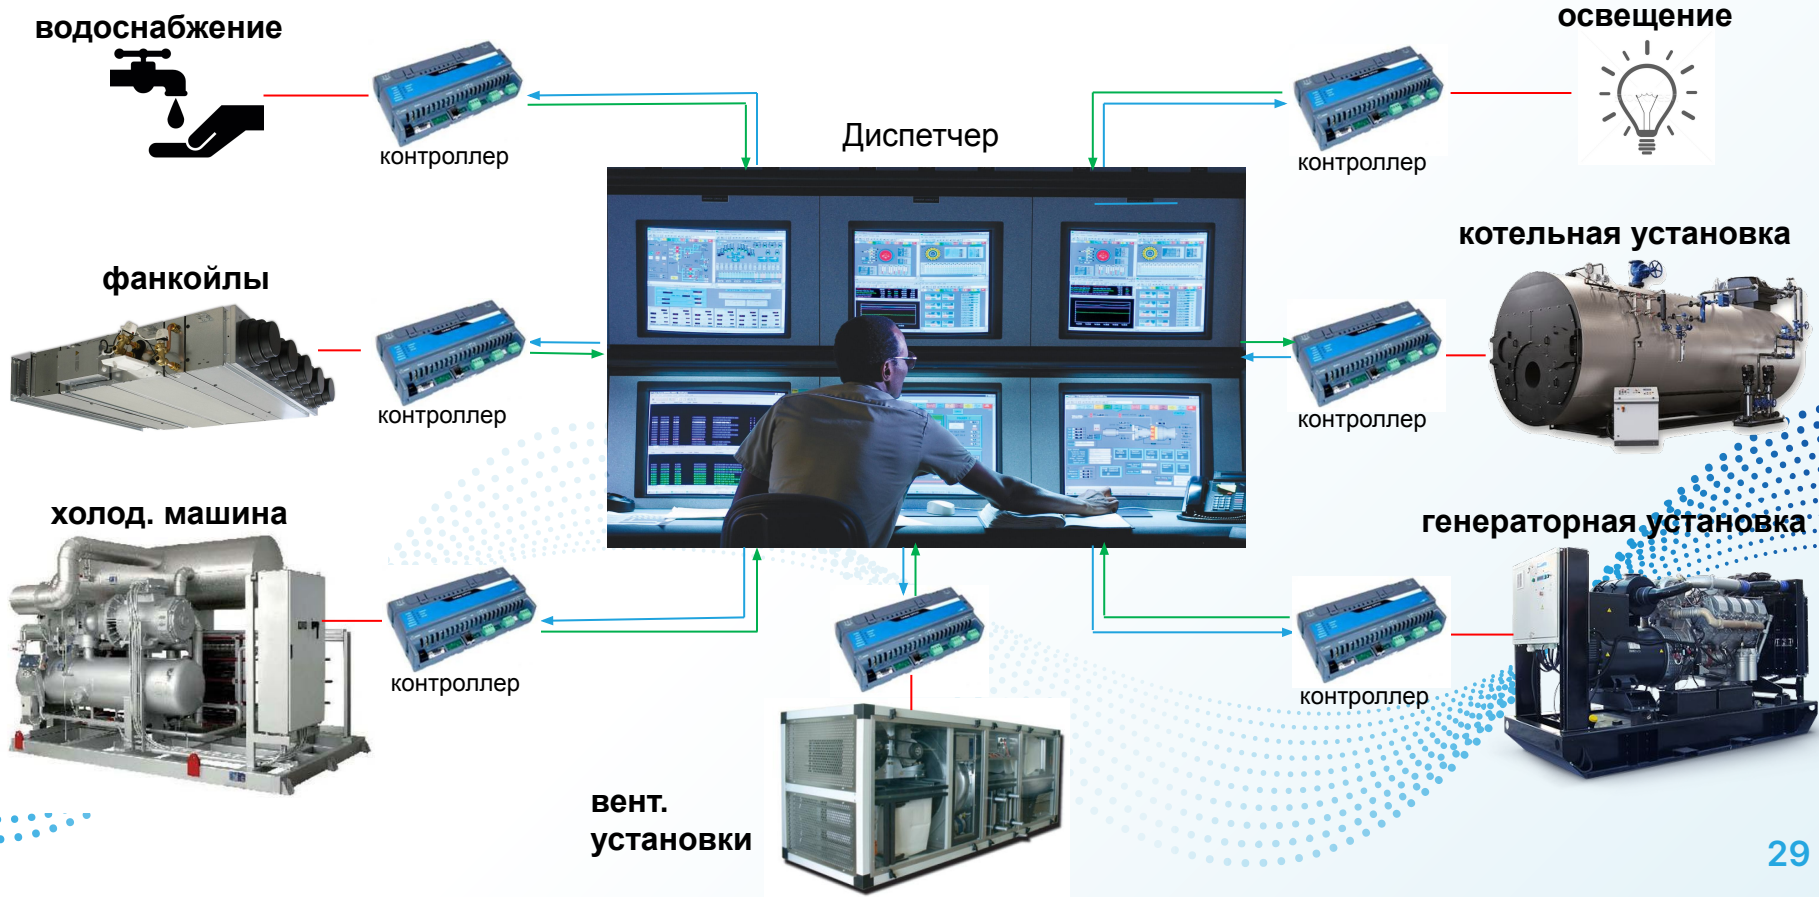 водоснабжение
освещение
контроллер
контроллер
Диспетчер
фанкойлы
котельная установка
контроллер
контроллер
холод. машина
генераторная установка
контроллер
контроллер
вент.
установки
29